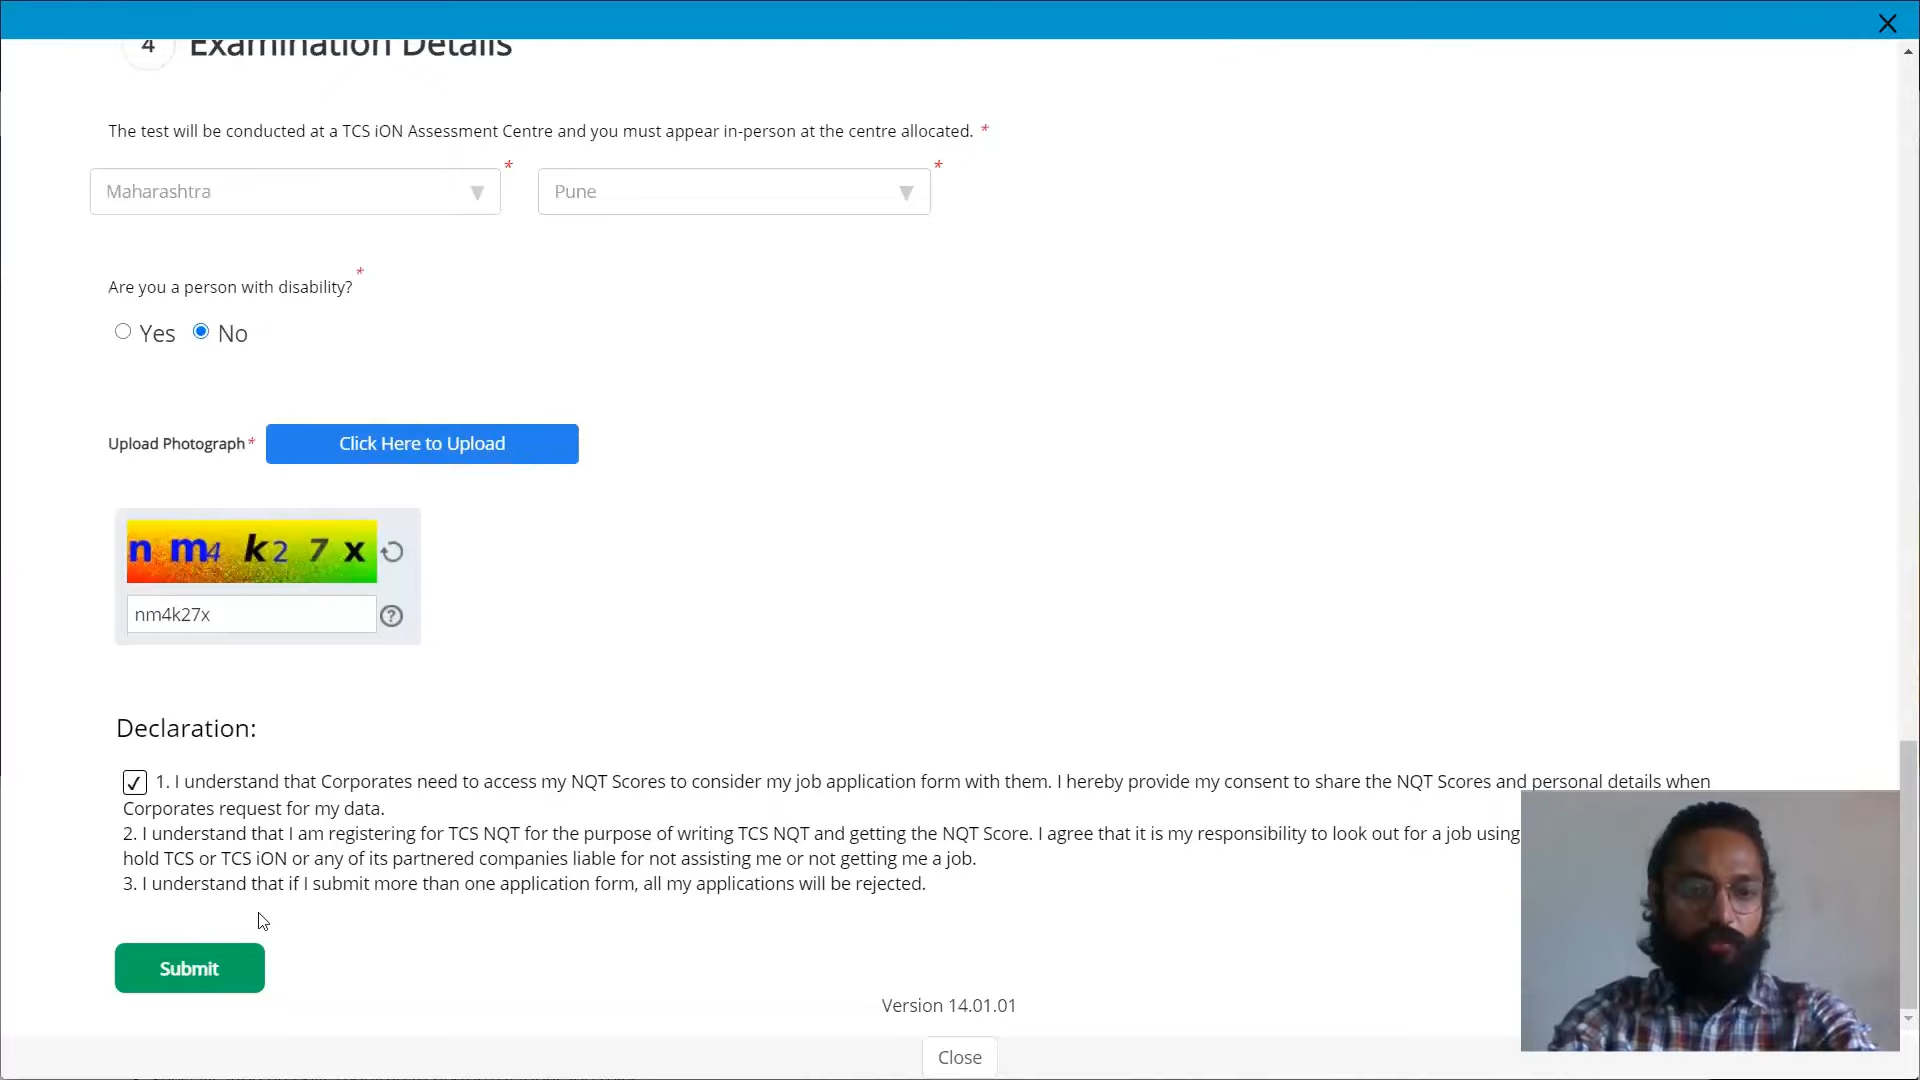 4 Examination Details
The test will be conducted at a TCS iON Assessment Centre and you must appear in-person at the centre allocated. *
Maharashtra * Pune *
Are you a person with disability? *
Yes No
Upload Photograph * Click Here to Upload
n m4 k2 7 x
nm4k27x
Declaration:
1. I understand that Corporates need to access my NQT Scores to consider my job application form with them. I hereby provide my consent to share the NQT Scores and personal details when
Corporates request for my data.
2. I understand that I am registering for TCS NQT for the purpose of writing TCS NQT and getting the NQT Score. I agree that it is my responsibility to look out for a job using
hold TCS or TCS iON or any of its partnered companies liable for not assisting me or not getting me a job.
3. I understand that if I submit more than one application form, all my applications will be rejected.
Submit
Version 14.01.01
Close